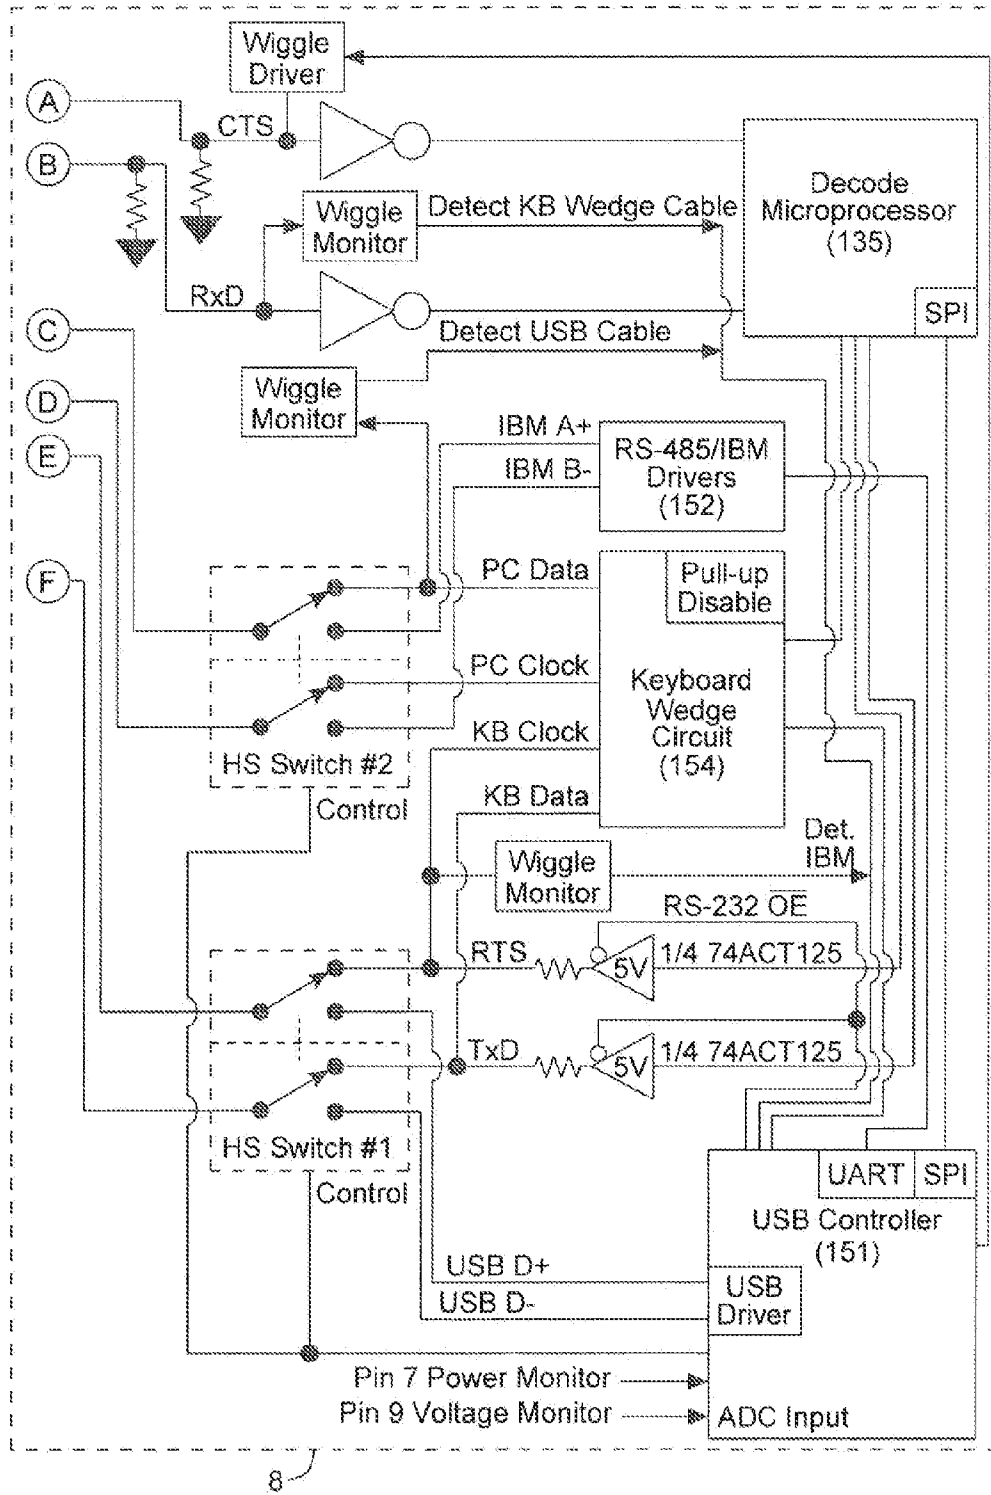 Wiggle
Driver
A
CTS
B
Decode
Microprocessor
(135)
SPI
Wiggle
Monitor
Detect KB Wedge Cable
RxD
C
Detect USB Cable
Wiggle
Monitor
D
E
IBM A+
IBM B-
RS-485/IBM
Drivers
(152)
F
PC Data
Pull-up
Disable
PC Clock
Keyboard
Wedge
Circuit
(154)
KB Clock
HS Switch #2
Control
KB Data
Det.
IBM
Wiggle
Monitor
RS-232 O̅E̅
RTS
5V
1/4 74ACT125
TxD
5V
1/4 74ACT125
HS Switch #1
Control
UART
SPI
USB Controller
(151)
USB D+
USB D-
USB
Driver
Pin 7 Power Monitor
Pin 9 Voltage Monitor
ADC Input
8